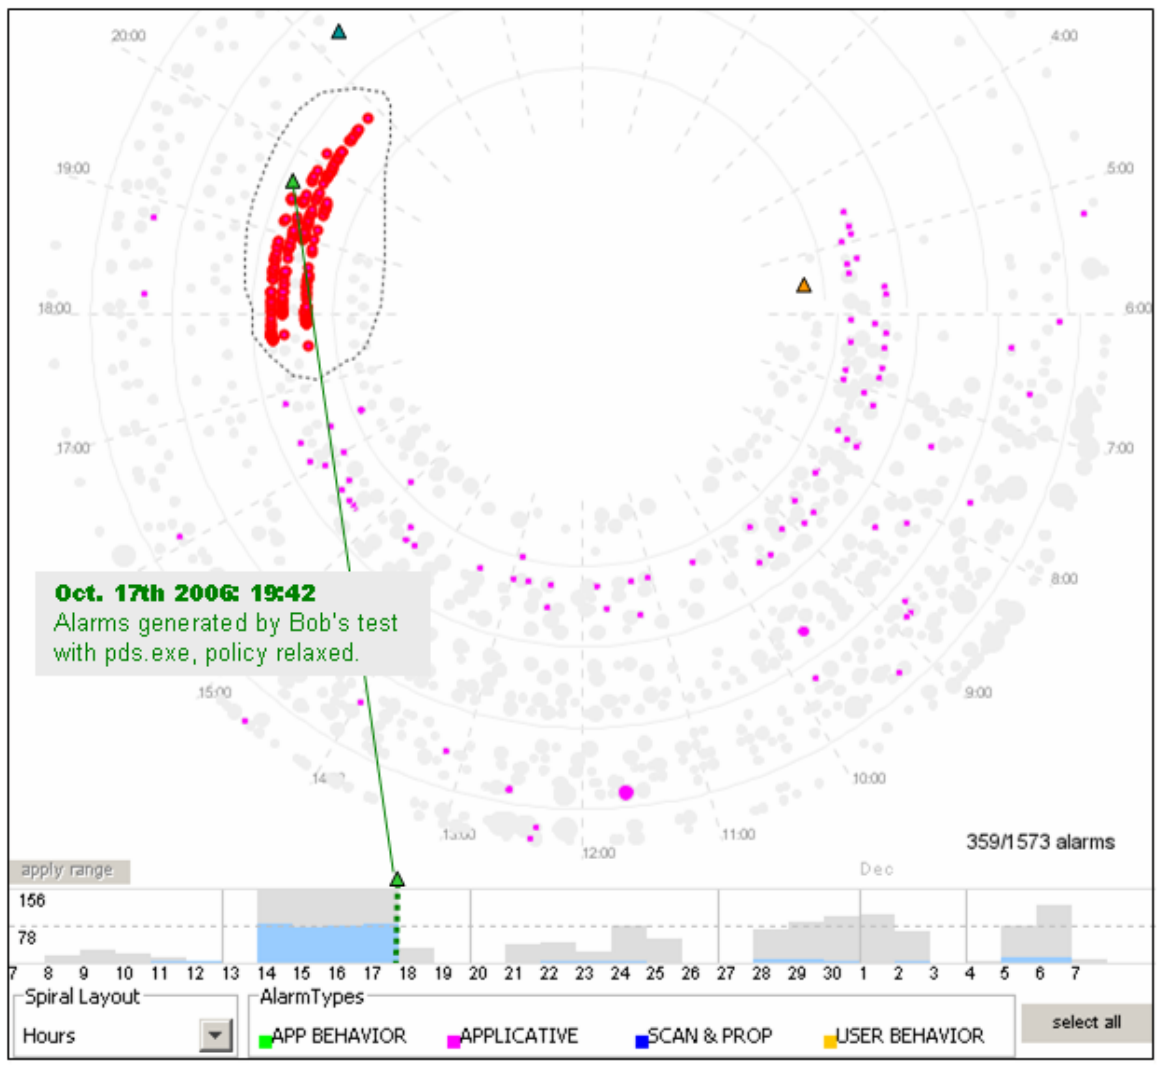 20:00
4:00
19:00
5:00
18:00
6:00
17:00
7:00
Oct. 17th 2006: 19:42
Alarms generated by Bob's test
with pds.exe, policy relaxed.
8:00
15:00
9:00
10:00
13:00
11:00
12:00
359/1573 alarms
apply range
Dec
156
78
7 8 9 10 11 12 13 14 15 16 17 18 19 20 21 22 23 24 25 26 27 28 29 30 1 2 3 4 5 6 7
Spiral Layout
AlarmTypes
Hours
APP BEHAVIOR
APPLICATIVE
SCAN & PROP
USER BEHAVIOR
select all